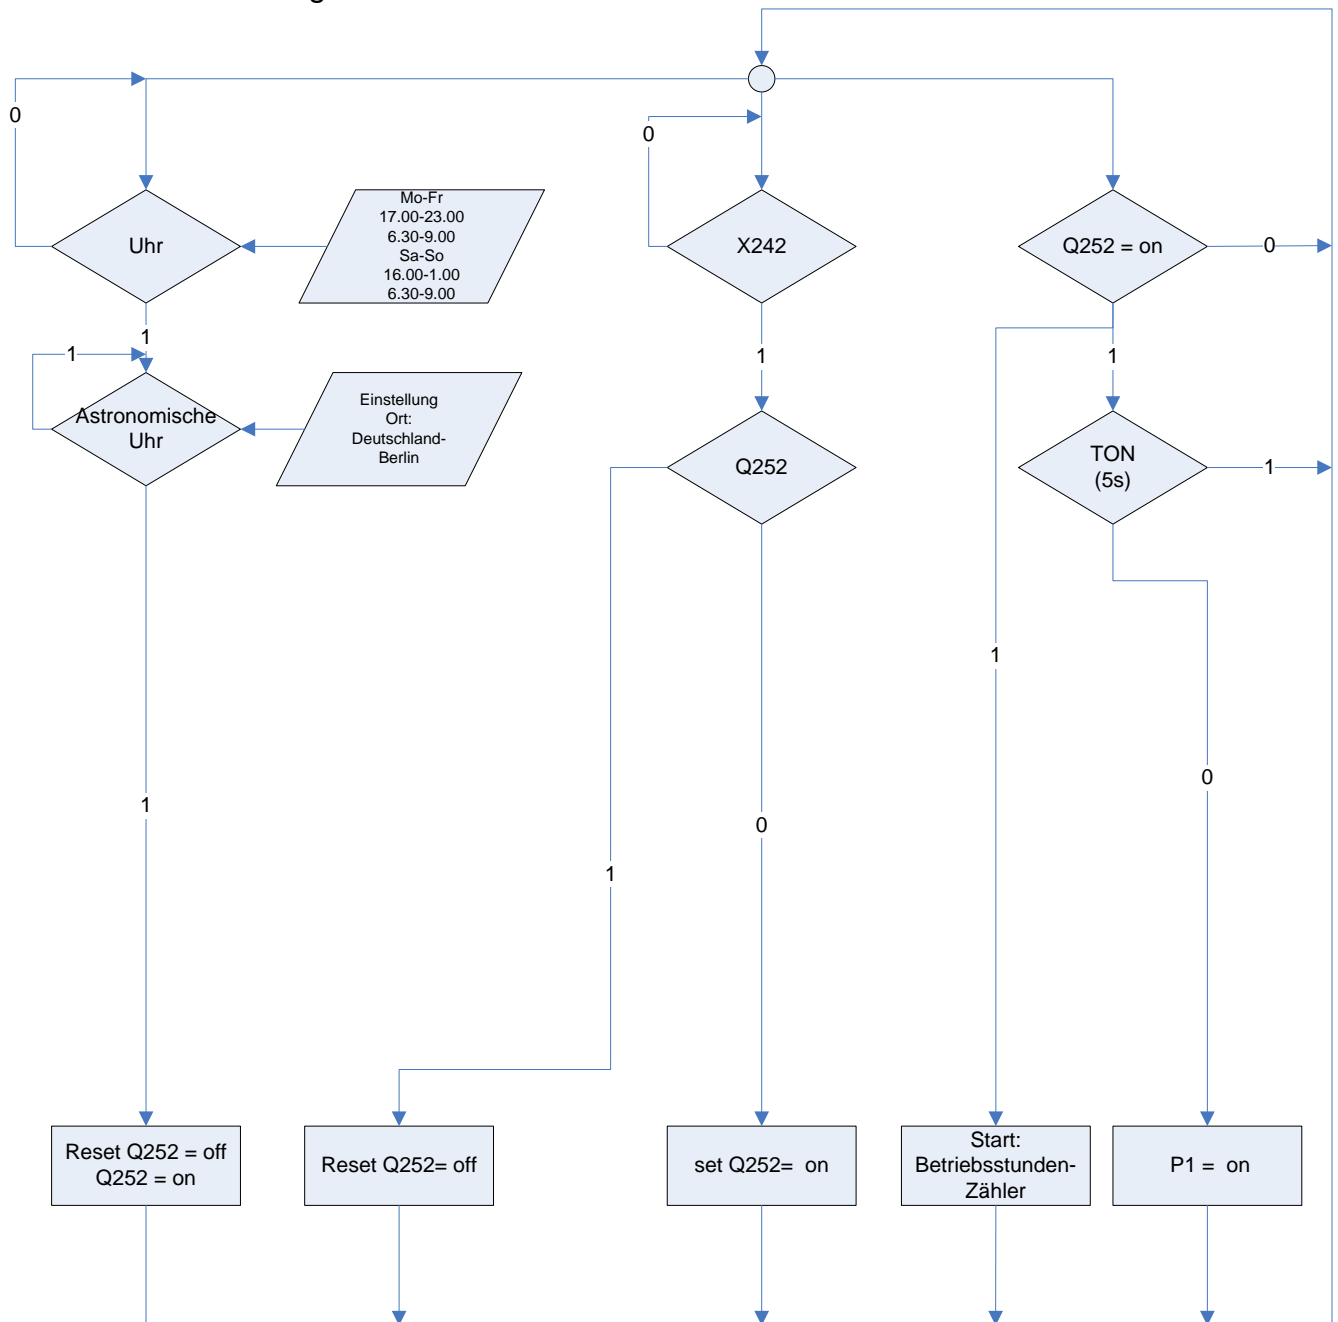 0
0
Uhr
Mo-Fr
17.00-23.00
6.30-9.00
Sa-So
16.00-1.00
6.30-9.00
X242
Q252 = on
0
1
1
Astronomische
Uhr
Einstellung
Ort:
Deutschland-
Berlin
1
Q252
1
TON
(5s)
1
1
1
0
0
1
Reset Q252 = off
Q252 = on
Reset Q252= off
set Q252= on
Start:
Betriebsstunden-
Zähler
P1 = on